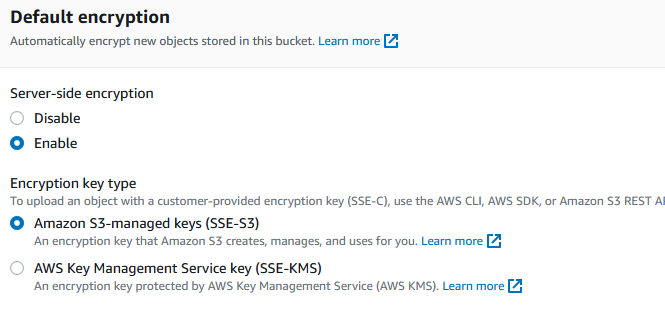 Default encryption
Automatically encrypt new objects stored in this bucket. Learn more
Server-side encryption
Disable
Enable
Encryption key type
To upload an object with a customer-provided encryption key (SSE-C), use the AWS CLI, AWS SDK, or Amazon S3 REST AP
Amazon S3-managed keys (SSE-S3)
An encryption key that Amazon S3 creates, manages, and uses for you. Learn more
AWS Key Management Service key (SSE-KMS)
An encryption key protected by AWS Key Management Service (AWS KMS). Learn more